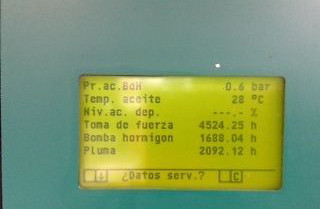 Pr.ac.BdH 0.6 bar
Temp. aceite 28 °C
Niv.ac. dep. ---.- %
Toma de fuerza 4524.25 h
Bomba hormigon 1688.04 h
Pluma 2092.12 h
↓ ¿Datos serv.? C